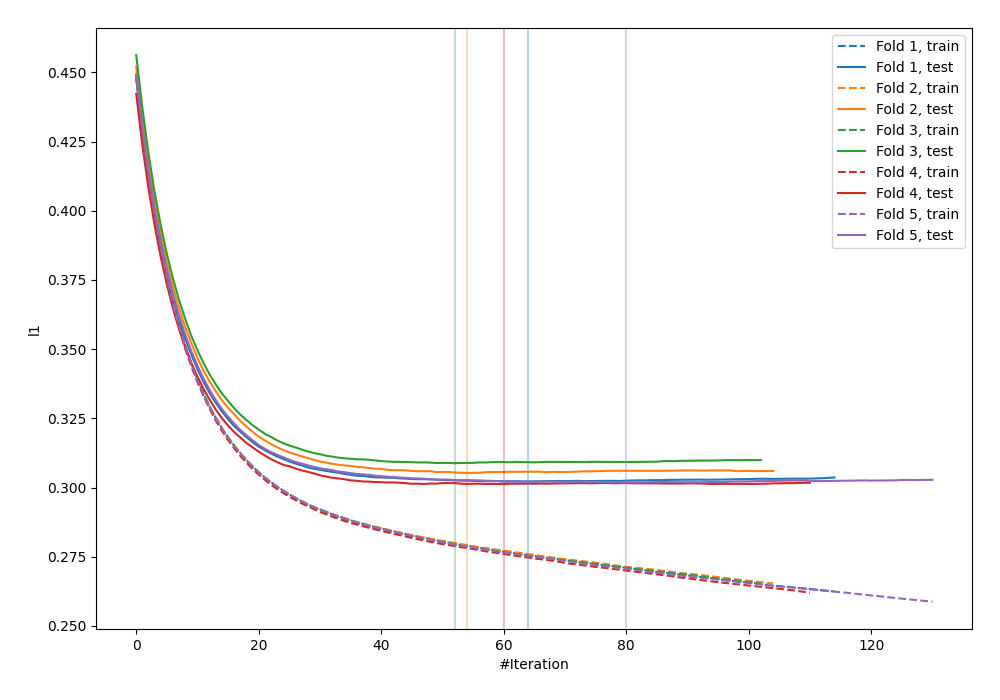 0.450
0.425
0.400
0.375
0.350
0.325
0.300
0.275
0.250
l1
0 20 40 60 80 100 120
#Iteration
Fold 1, train
Fold 1, test
Fold 2, train
Fold 2, test
Fold 3, train
Fold 3, test
Fold 4, train
Fold 4, test
Fold 5, train
Fold 5, test